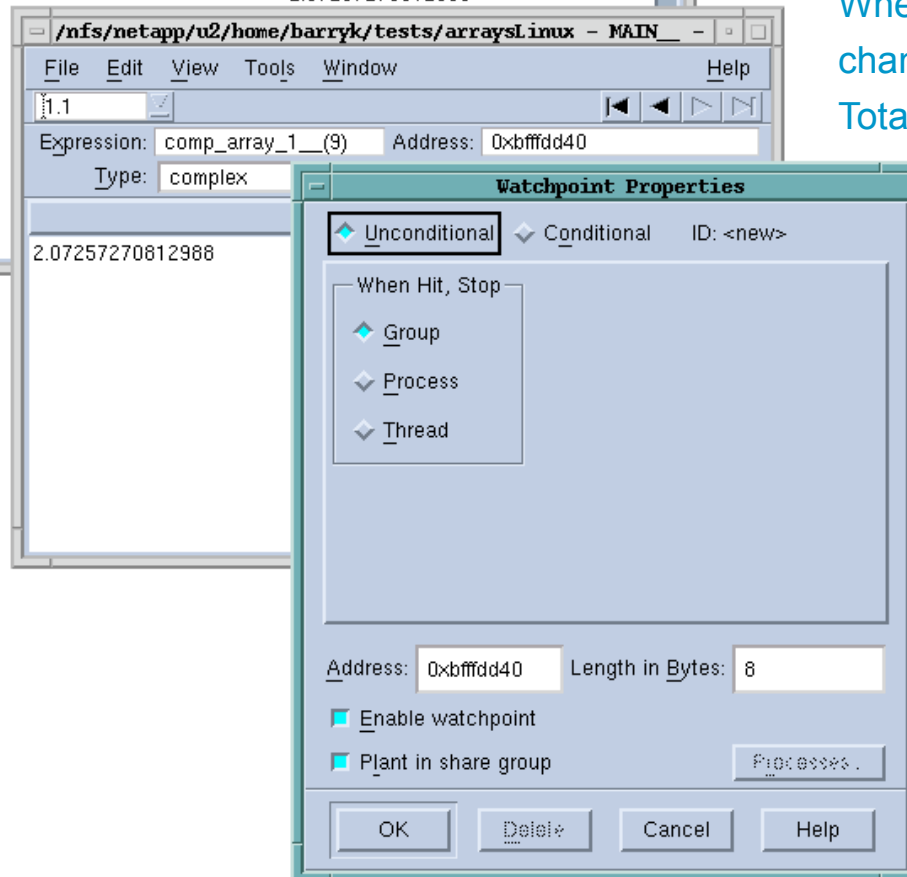 /nfs/netapp/u2/home/barryk/tests/arraysLinux - MAIN__ -
File Edit View Tools Window Help
1.1
Expression: comp_array_1__(9) Address: 0xbfffdd40
Type: complex
2.07257270812988
Watchpoint Properties
Unconditional Conditional ID: <new>
When Hit, Stop
Group
Process
Thread
Address: 0xbfffdd40 Length in Bytes: 8
Enable watchpoint
Plant in share group Processes.
OK Delete Cancel Help
Whe
char
Tota